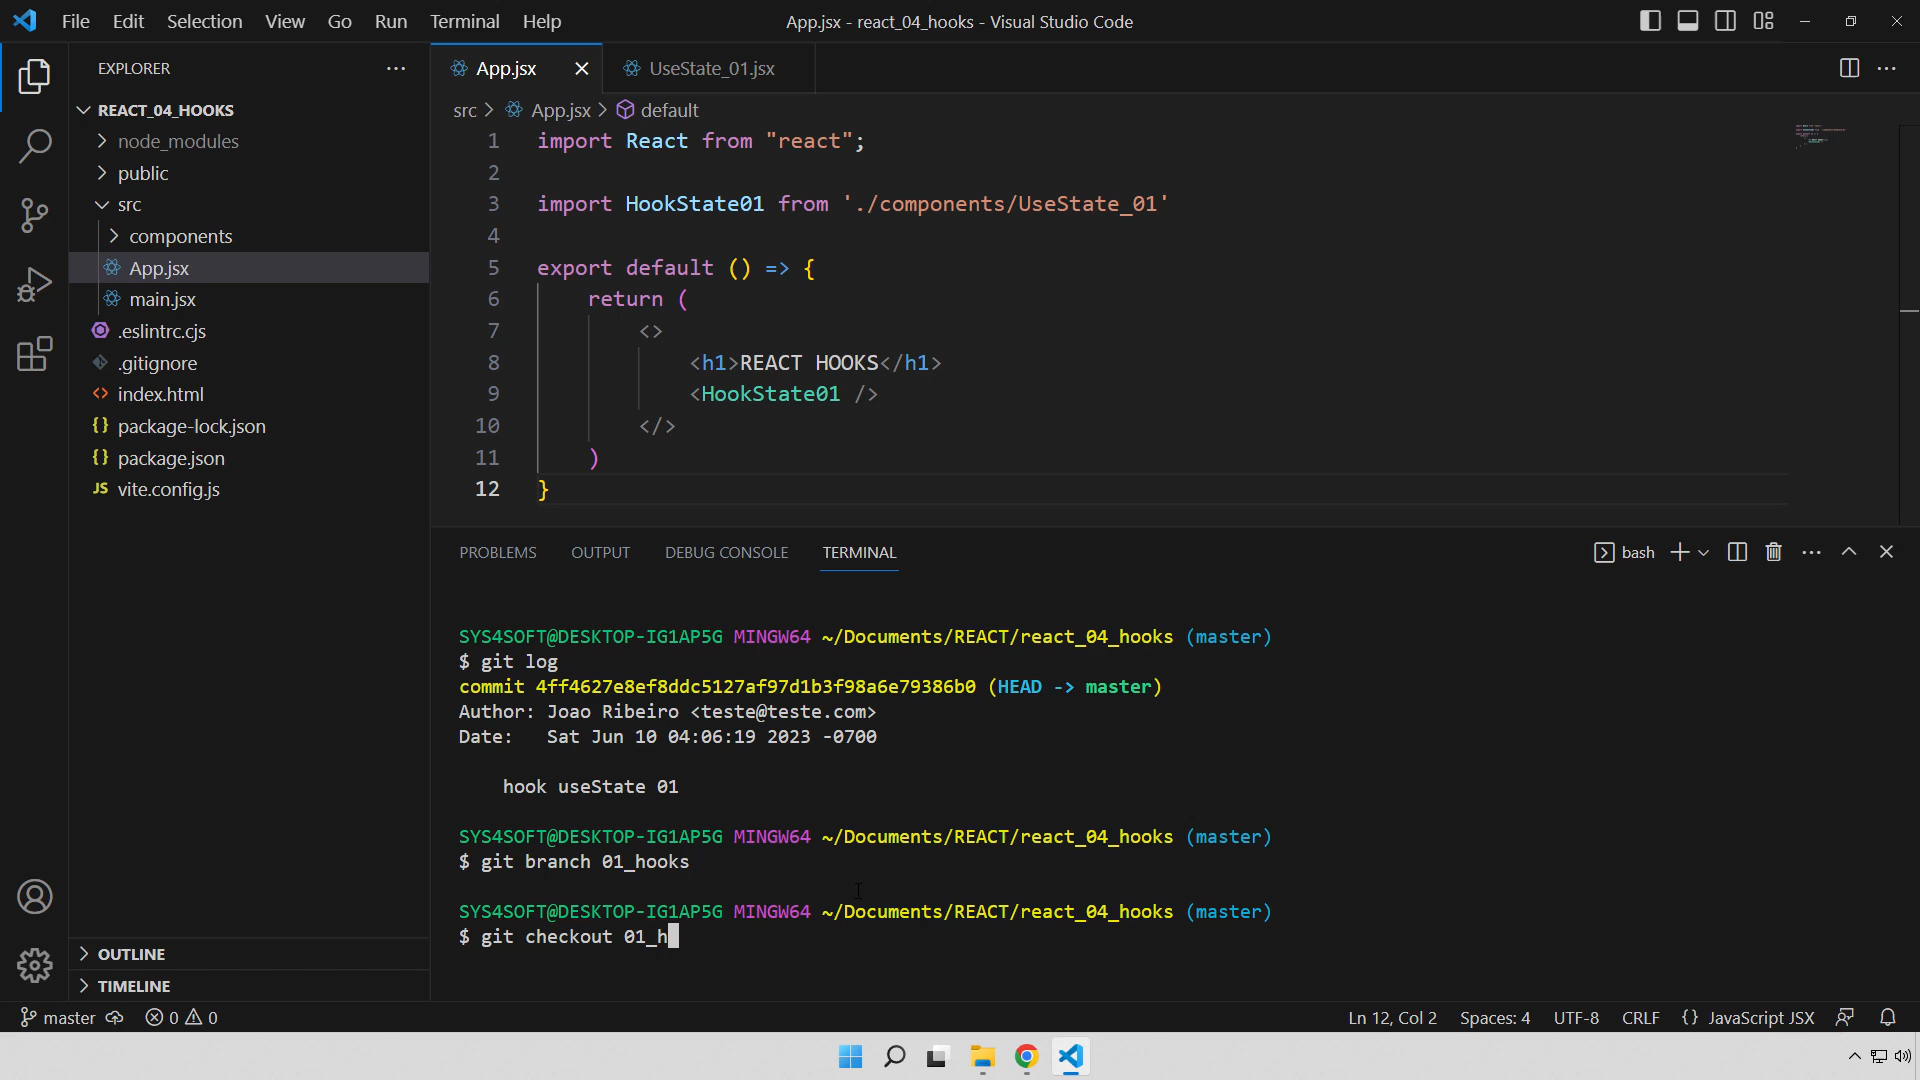 File Edit Selection View Go Run Terminal Help App.jsx - react_04_hooks - Visual Studio Code
EXPLORER
REACT_04_HOOKS
node_modules
public
src
components
App.jsx
main.jsx
.eslintrc.cjs
.gitignore
index.html
package-lock.json
package.json
JS vite.config.js
OUTLINE
TIMELINE
App.jsx UseState_01.jsx
src > App.jsx > default
1 import React from "react";
2
3 import HookState01 from './components/UseState_01'
4
5 export default () => {
6 return (
7 <>
8 <h1>REACT HOOKS</h1>
9 <HookState01 />
10 </>
11 )
12 }
PROBLEMS OUTPUT DEBUG CONSOLE TERMINAL bash
SYS4SOFT@DESKTOP-IG1AP5G MINGW64 ~/Documents/REACT/react_04_hooks (master)
$ git log
commit 4ff4627e8ef8ddc5127af97d1b3f98a6e79386b0 (HEAD -> master)
Author: Joao Ribeiro <teste@teste.com>
Date: Sat Jun 10 04:06:19 2023 -0700
hook useState 01
SYS4SOFT@DESKTOP-IG1AP5G MINGW64 ~/Documents/REACT/react_04_hooks (master)
$ git branch 01_hooks
SYS4SOFT@DESKTOP-IG1AP5G MINGW64 ~/Documents/REACT/react_04_hooks (master)
$ git checkout 01_h
master 0 0 Ln 12, Col 2 Spaces: 4 UTF-8 CRLF {} JavaScript JSX